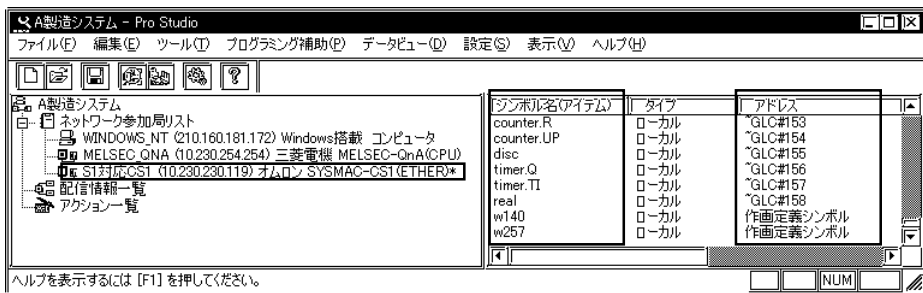 A製造システム - Pro Studio
ファイル(F) 編集(E) ツール(T) プログラミング補助(P) データビュー(D) 設定(S) 表示(V) ヘルプ(H)
A製造システム
ネットワーク参加局リスト
WINDOWS_NT (210.160.181.172) Windows搭載 コンピュータ
MELSEC_QNA (10.230.254.254) 三菱電機 MELSEC-QnA(CPU)
S1対応CS1 (10.230.230.119) オムロン SYSMAC-CS1(ETHER)*
配信情報一覧
アクション一覧
シンボル名(アイテム) タイプ アドレス
counter.R ローカル ~GLC#153
counter.UP ローカル ~GLC#154
disc ローカル ~GLC#155
timer.Q ローカル ~GLC#156
timer.TI ローカル ~GLC#157
real ローカル ~GLC#158
w140 ローカル 作画定義シンボル
w257 ローカル 作画定義シンボル
ヘルプを表示するには [F1] を押してください。
NUM